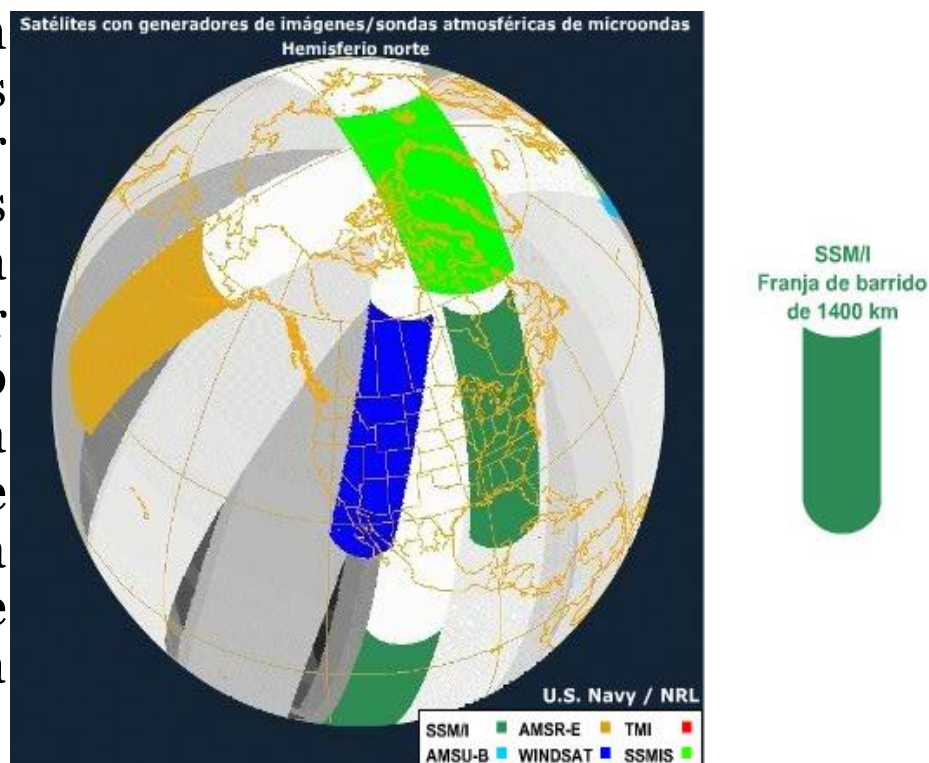 Satélites con generadores de imágenes/sondas atmosféricas de microondas
Hemisferio norte
SSM/I
Franja de barrido
de 1400 km
U.S. Navy / NRL
SSM/I AMSR-E TMI
AMSU-B WINDSAT SSMIS